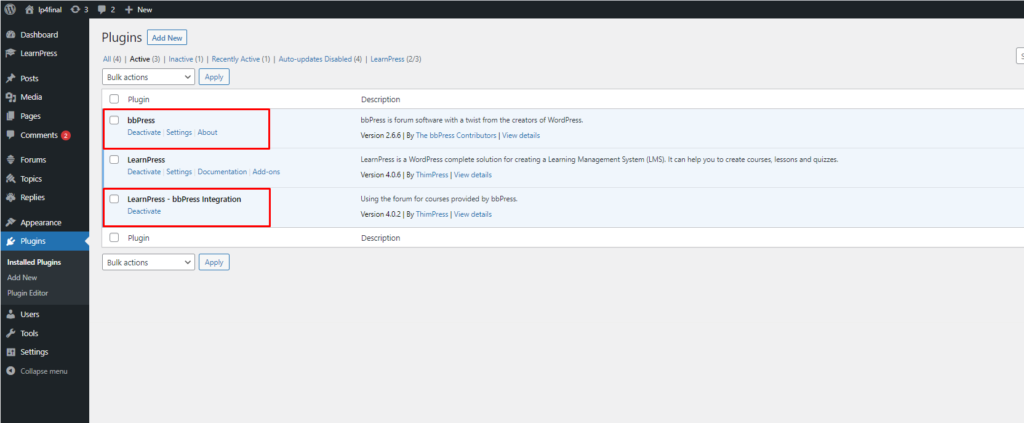 lp4final 3 2 + New
Dashboard
LearnPress
Posts
Media
Pages
Comments 2
Forums
Topics
Replies
Appearance
Plugins
Installed Plugins
Add New
Plugin Editor
Users
Tools
Settings
Collapse menu
Plugins Add New
All (4) | Active (3) | Inactive (1) | Recently Active (1) | Auto-updates Disabled (4) | LearnPress (2/3)
Bulk actions Apply
Plugin Description
bbPress bbPress is forum software with a twist from the creators of WordPress.
Deactivate | Settings | About Version 2.6.6 | By The bbPress Contributors | View details
LearnPress LearnPress is a WordPress complete solution for creating a Learning Management System (LMS). It can help you to create courses, lessons and quizzes.
Deactivate | Settings | Documentation | Add-ons Version 4.0.6 | By ThimPress | View details
LearnPress - bbPress Integration Using the forum for courses provided by bbPress.
Deactivate Version 4.0.2 | By ThimPress | View details
Plugin Description
Bulk actions Apply